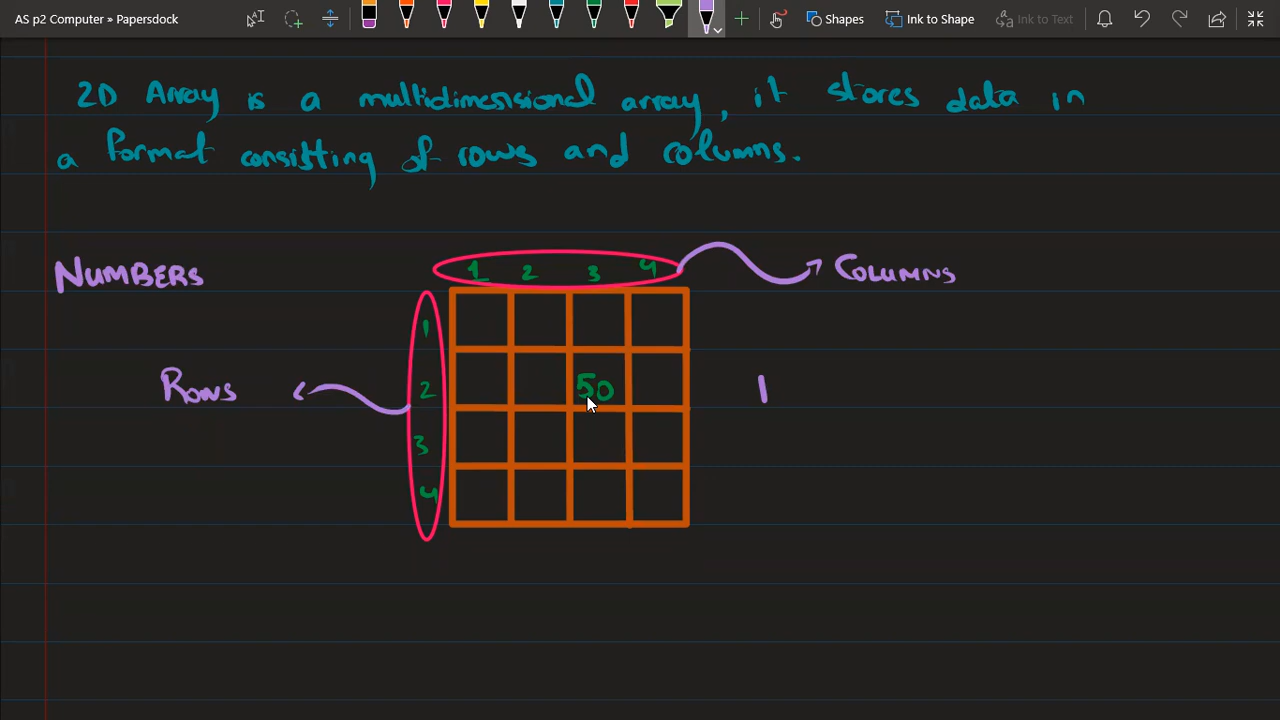 AS p2 Computer » Papersdock
Shapes
Ink to Shape
Ink to Text
2D Array is a multidimensional array, it stores data in
a format consisting of rows and columns.
NUMBERS
1 2 3 4
COLUMNS
1
ROWS
2
50
1
3
4